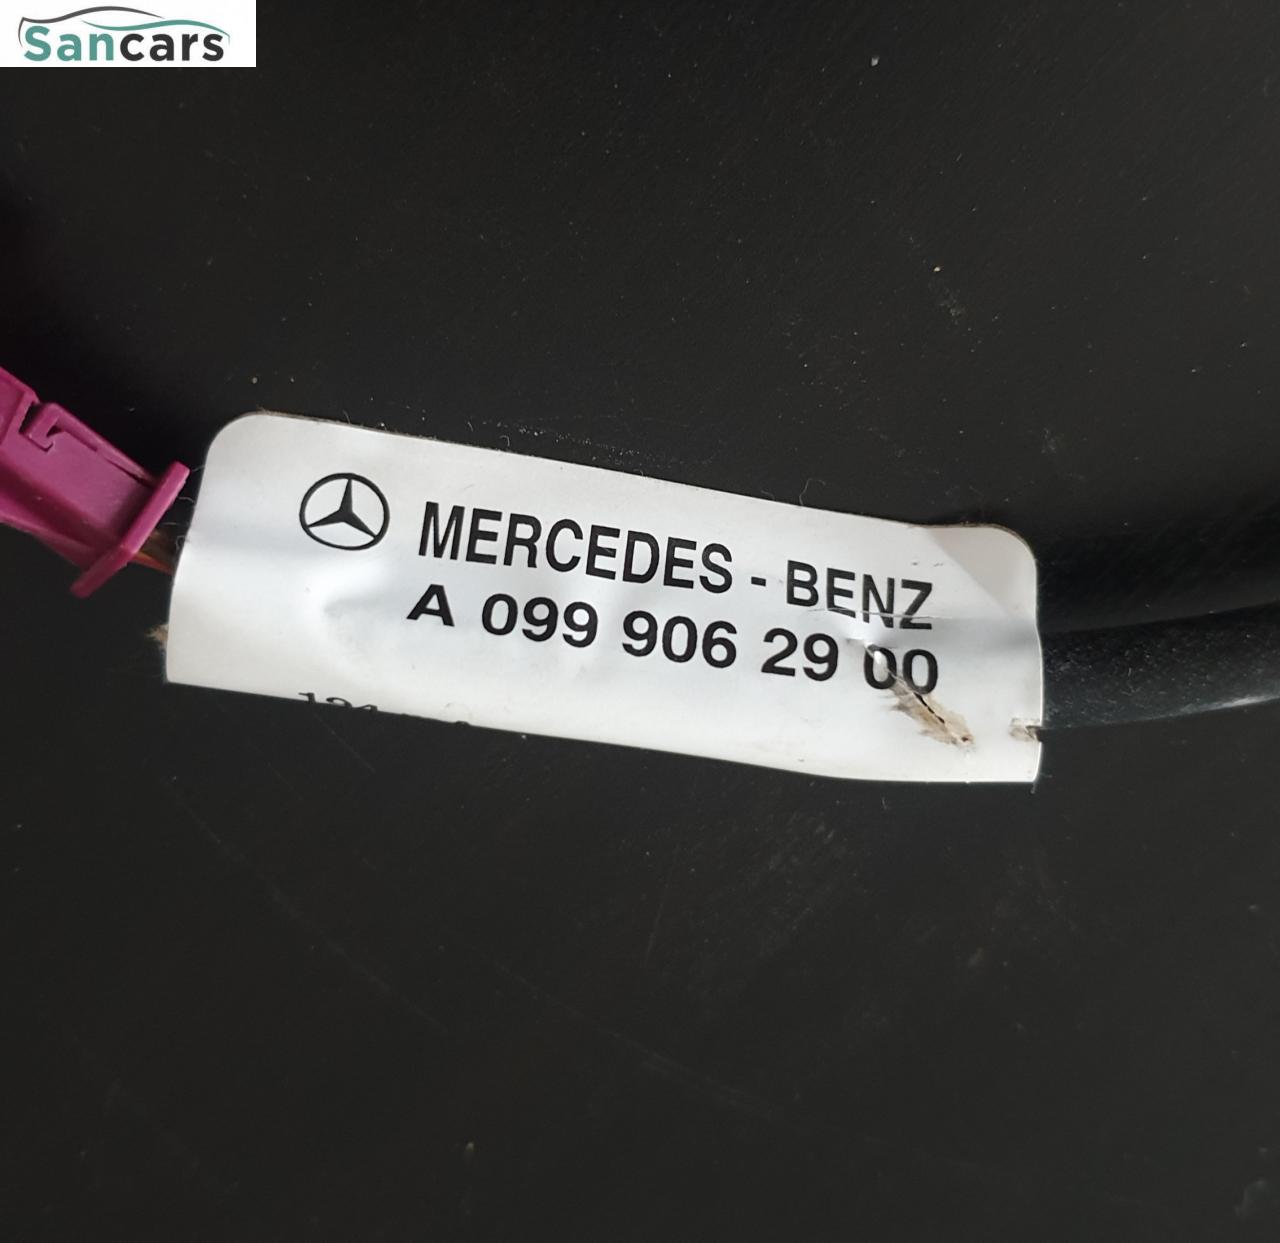 Sancars
MERCEDES - BENZ
A 099 906 29 00